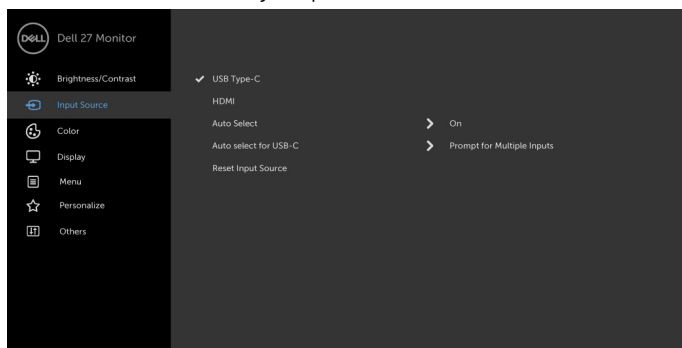 DELL
Dell 27 Monitor
Brightness/Contrast
Input Source
Color
Display
Menu
Personalize
Others
USB Type-C
HDMI
Auto Select On
Auto select for USB-C Prompt for Multiple Inputs
Reset Input Source